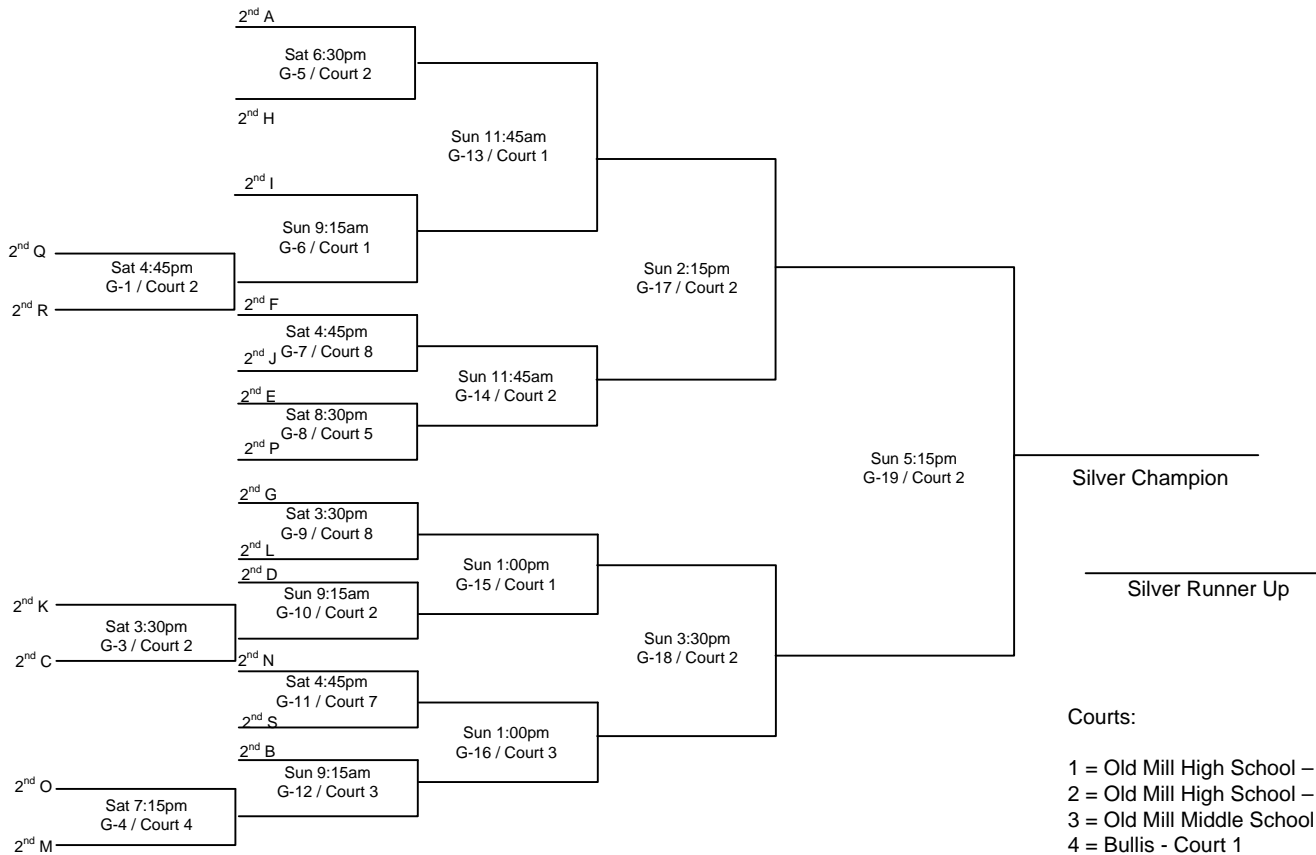 2nd A
Sat 6:30pm
G-5 / Court 2
2nd H
Sun 11:45am
G-13 / Court 1
2nd I
Sun 9:15am
G-6 / Court 1
2nd Q
Sat 4:45pm
G-1 / Court 2
2nd R
Sun 2:15pm
G-17 / Court 2
2nd F
Sat 4:45pm
G-7 / Court 8
2nd J
Sun 11:45am
G-14 / Court 2
2nd E
Sat 8:30pm
G-8 / Court 5
2nd P
Sun 5:15pm
G-19 / Court 2
Silver Champion
2nd G
Sat 3:30pm
G-9 / Court 8
2nd L
Sun 1:00pm
G-15 / Court 1
2nd D
Sun 9:15am
G-10 / Court 2
Silver Runner Up
2nd K
Sat 3:30pm
G-3 / Court 2
2nd C
Sun 3:30pm
G-18 / Court 2
2nd N
Sat 4:45pm
G-11 / Court 7
2nd S
Sun 1:00pm
G-16 / Court 3
2nd B
Sun 9:15am
G-12 / Court 3
2nd O
Sat 7:15pm
G-4 / Court 4
2nd M
Courts:
1 = Old Mill High School –
2 = Old Mill High School –
3 = Old Mill Middle School
4 = Bullis - Court 1